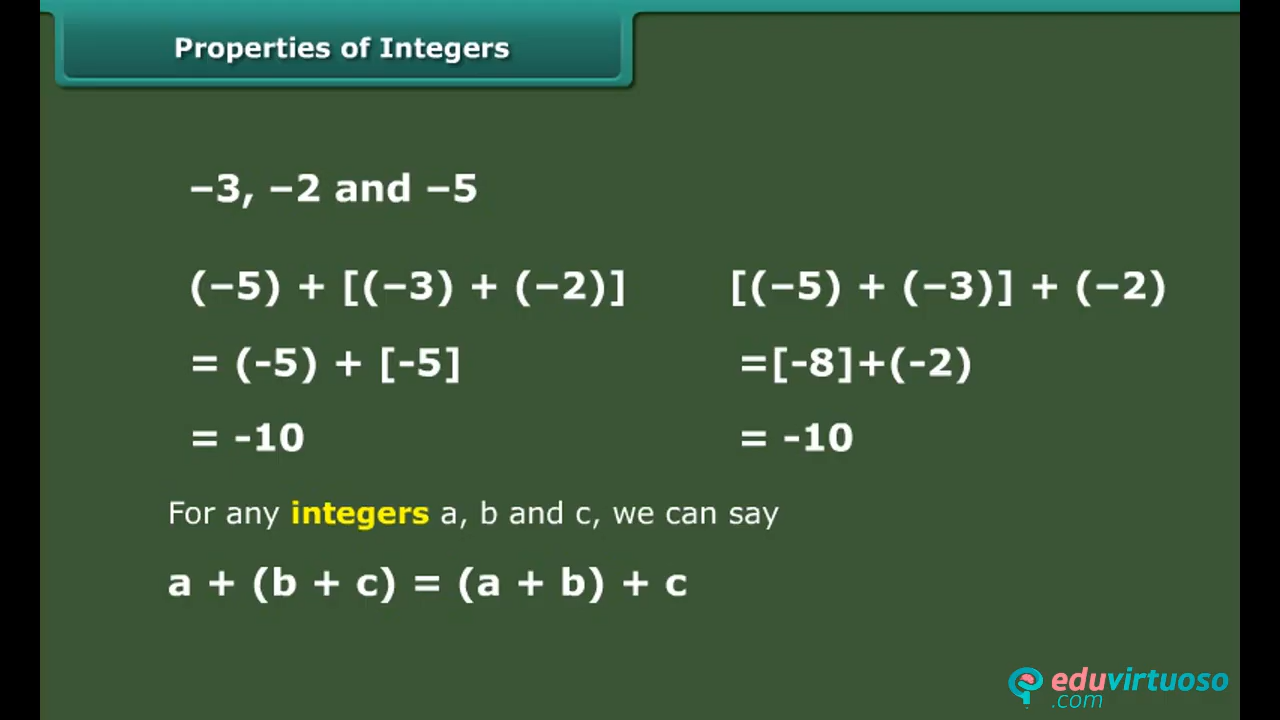 Properties of Integers
–3, –2 and –5
(–5) + [(–3) + (–2)]
= (-5) + [-5]
= -10
[(–5) + (–3)] + (–2)
=[-8]+(-2)
= -10
For any integers a, b and c, we can say
a + (b + c) = (a + b) + c
eduvirtuoso
.com